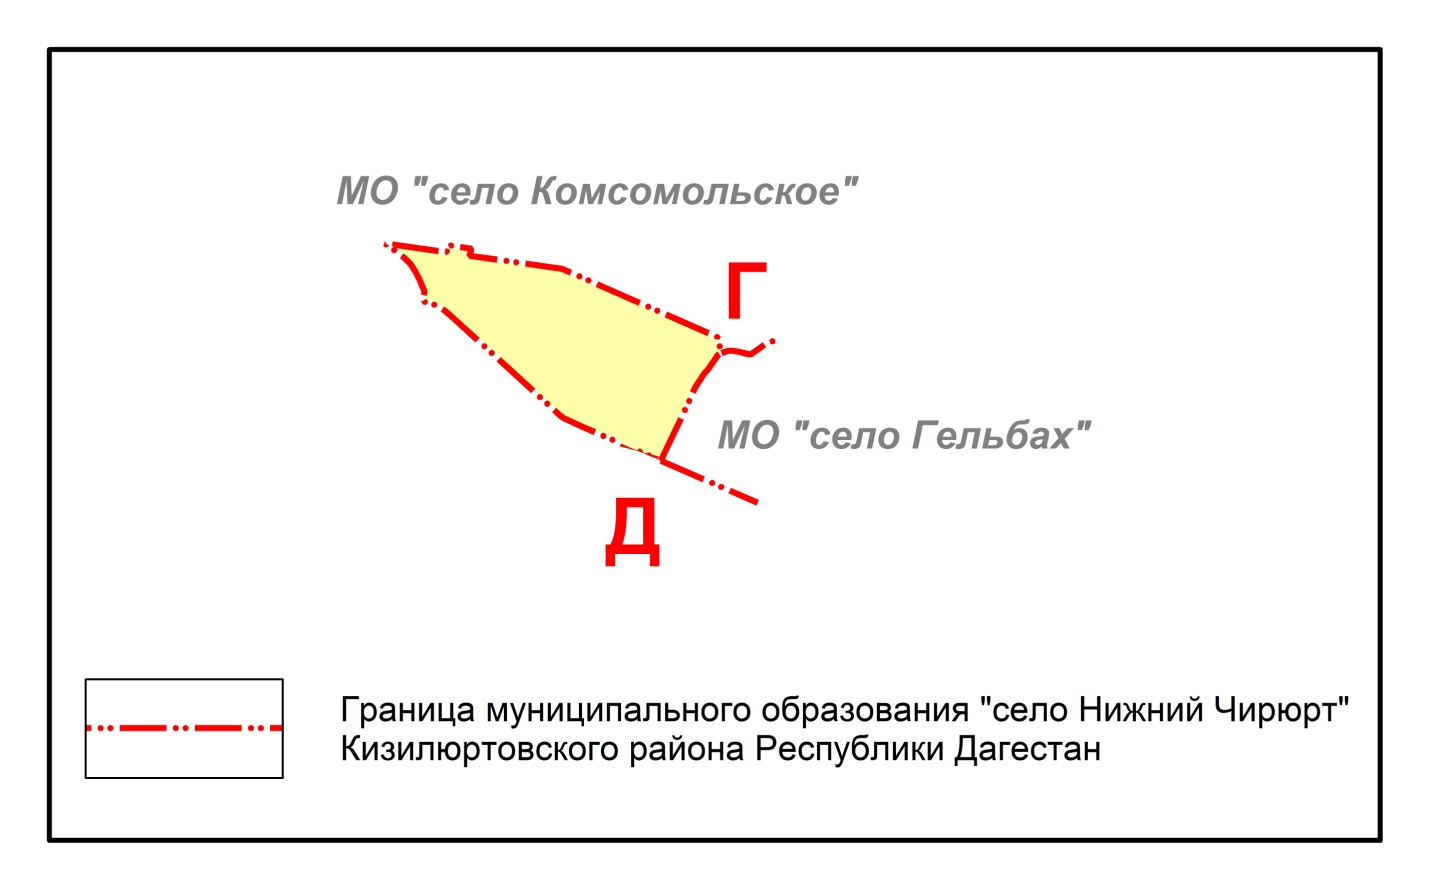 МО "село Комсомольское"
Г
МО "село Гельбах"
Д
Граница муниципального образования "село Нижний Чирюрт"
Кизилюртовского района Республики Дагестан